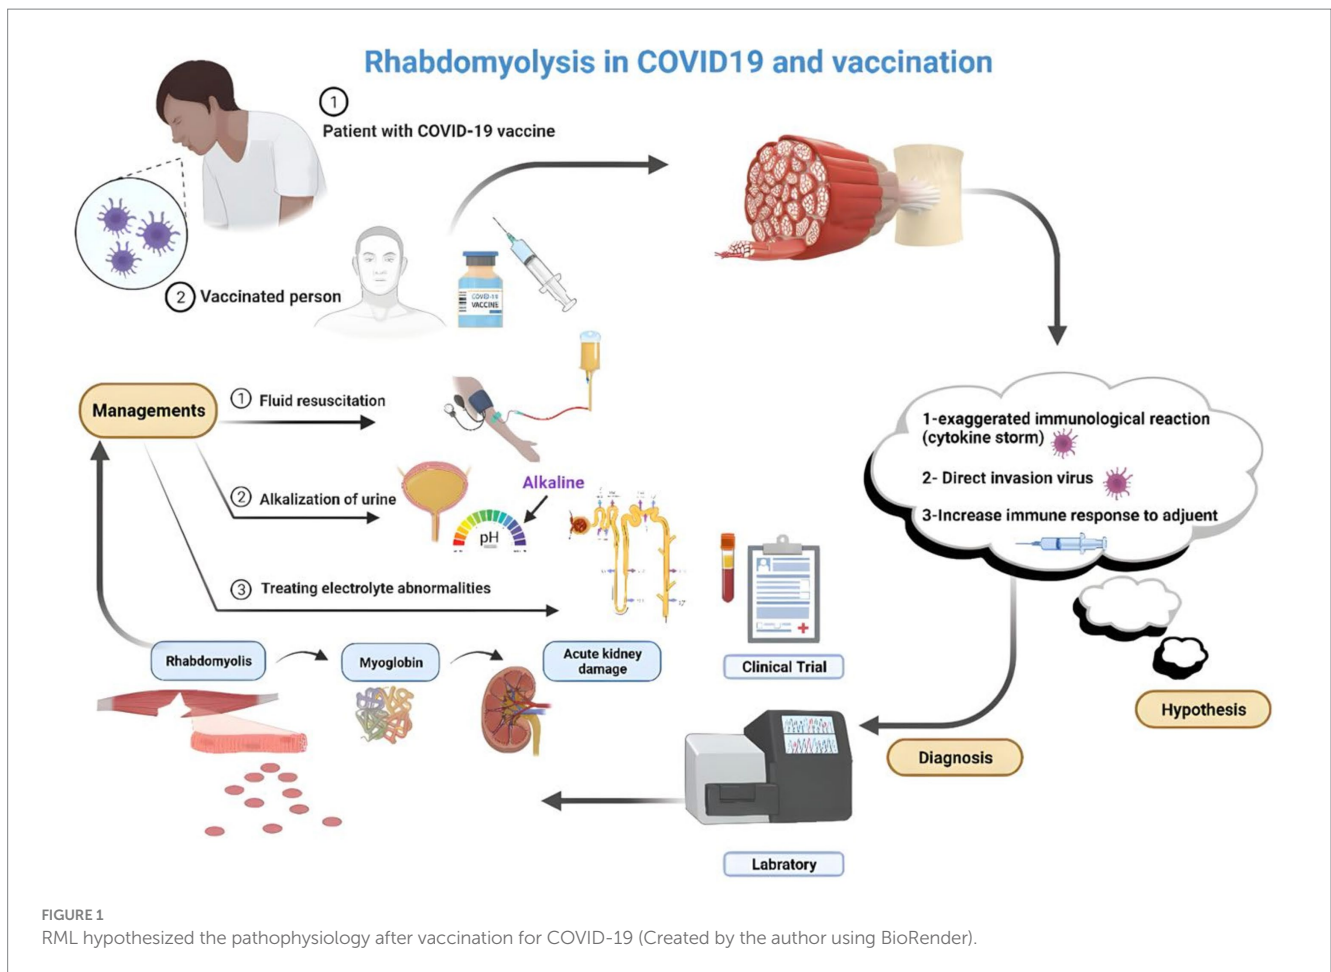 Rhabdomyolysis in COVID19 and vaccination
1
Patient with COVID-19 vaccine
2 Vaccinated person
COVID-19
VACCINE
Managements
1 Fluid resuscitation
2 Alkalization of urine
Alkaline
pH
3 Treating electrolyte abnormalities
1-exaggerated immunological reaction
(cytokine storm)
2- Direct invasion virus
3-Increase immune response to adjuent
Rhabdomyolis
Myoglobin
Acute kidney
damage
Clinical Trial
Hypothesis
Diagnosis
Labratory
FIGURE 1
RML hypothesized the pathophysiology after vaccination for COVID-19 (Created by the author using BioRender).